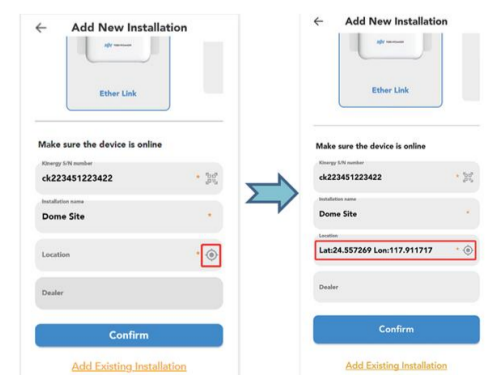 Add New Installation
Ether Link
Make sure the device is online
Kinergy S/N number
ck223451223422 *
Installation name
Dome Site *
Location *
Dealer
Confirm
Add Existing Installation
Add New Installation
Ether Link
Make sure the device is online
Kinergy S/N number
ck223451223422 *
Installation name
Dome Site *
Location
Lat:24.557269 Lon:117.911717 *
Dealer
Confirm
Add Existing Installation